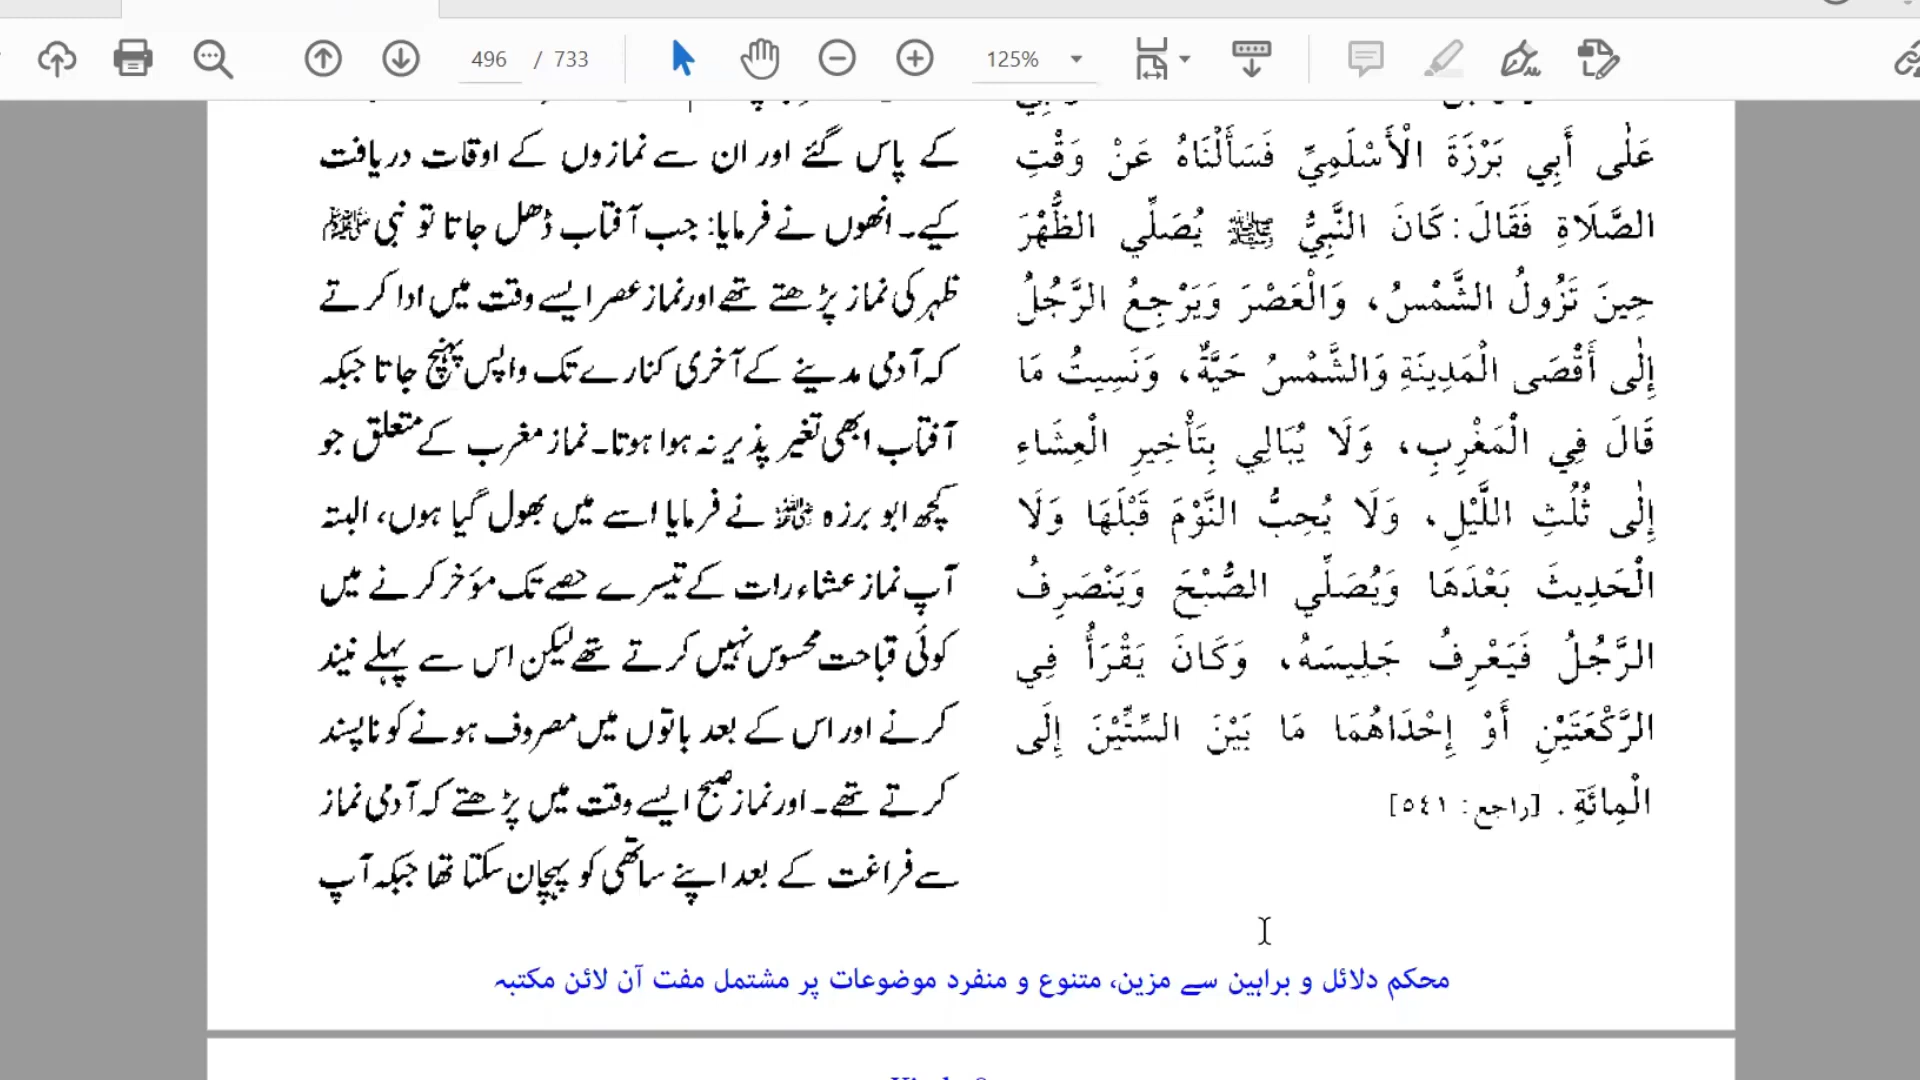 496 / 733
125%
عَلٰى أَبِي بَرْزَةَ الْأَسْلَمِيِّ فَسَأَلْنَاهُ عَنْ وَقْتِ
الصَّلَاةِ فَقَالَ: كَانَ النَّبِيُّ ﷺ يُصَلِّي الظُّهْرَ
حِينَ تَزُولُ الشَّمْسُ، وَالْعَصْرَ وَيَرْجِعُ الرَّجُلُ
إِلٰى أَقْصَى الْمَدِينَةِ وَالشَّمْسُ حَيَّةٌ، وَنَسِيتُ مَا
قَالَ فِي الْمَغْرِبِ، وَلَا يُبَالِي بِتَأْخِيرِ الْعِشَاءِ
إِلٰى ثُلُثِ اللَّيْلِ، وَلَا يُحِبُّ النَّوْمَ قَبْلَهَا وَلَا
الْحَدِيثَ بَعْدَهَا وَيُصَلِّي الصُّبْحَ وَيَنْصَرِفُ
الرَّجُلُ فَيَعْرِفُ جَلِيسَهُ، وَكَانَ يَقْرَأُ فِي
الرَّكْعَتَيْنِ أَوْ إِحْدَاهُمَا مَا بَيْنَ السِّتِّيْنَ إِلَى
الْمِائَةِ. [راجع: ٥٤١]
کے پاس گئے اور ان سے نمازوں کے اوقات دریافت
کیے۔ انھوں نے فرمایا: جب آفتاب ڈھل جاتا تو نبی ﷺ
ظہر کی نماز پڑھتے تھے اور نماز عصر ایسے وقت میں ادا کرتے
کہ آدمی مدینے کے آخری کنارے تک واپس پہنچ جاتا جبکہ
آفتاب ابھی تغیر پذیر نہ ہوا ہوتا۔ نماز مغرب کے متعلق جو
کچھ ابو برزہ ؓ نے فرمایا اسے میں بھول گیا ہوں، البتہ
آپ نماز عشاء رات کے تیسرے حصے تک مؤخر کرنے میں
کوئی قباحت محسوس نہیں کرتے تھے لیکن اس سے پہلے نیند
کرنے اور اس کے بعد باتوں میں مصروف ہونے کو ناپسند
کرتے تھے۔ اور نماز صبح ایسے وقت میں پڑھتے کہ آدمی نماز
سے فراغت کے بعد اپنے ساتھی کو پہچان سکتا تھا جبکہ آپ
محکم دلائل و براہین سے مزین، متنوع و منفرد موضوعات پر مشتمل مفت آن لائن مکتبہ